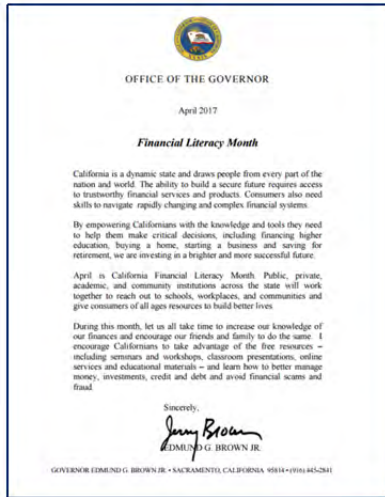 OFFICE OF THE GOVERNOR
April 2017
Financial Literacy Month
California is a dynamic state and draws people from every part of the
nation and world. The ability to build a secure future requires access
to trustworthy financial services and products. Consumers also need
skills to navigate rapidly changing and complex financial systems.
By empowering Californians with the knowledge and tools they need
to help them make critical decisions, including financing higher
education, buying a home, starting a business and saving for
retirement, we are investing in a brighter and more successful future.
April is California Financial Literacy Month. Public, private,
academic, and community institutions across the state will work
together to reach out to schools, workplaces, and communities and
give consumers of all ages resources to build better lives.
During this month, let us all take time to increase our knowledge of
our finances and encourage our friends and family to do the same. I
encourage Californians to take advantage of the free resources –
including seminars and workshops, classroom presentations, online
services and educational materials – and learn how to better manage
money, investments, credit and debt and avoid financial scams and
fraud.
Sincerely,
Jerry Brown
EDMUND G. BROWN JR.
GOVERNOR EDMUND G. BROWN JR. • SACRAMENTO, CALIFORNIA 95814 • (916) 445-2841